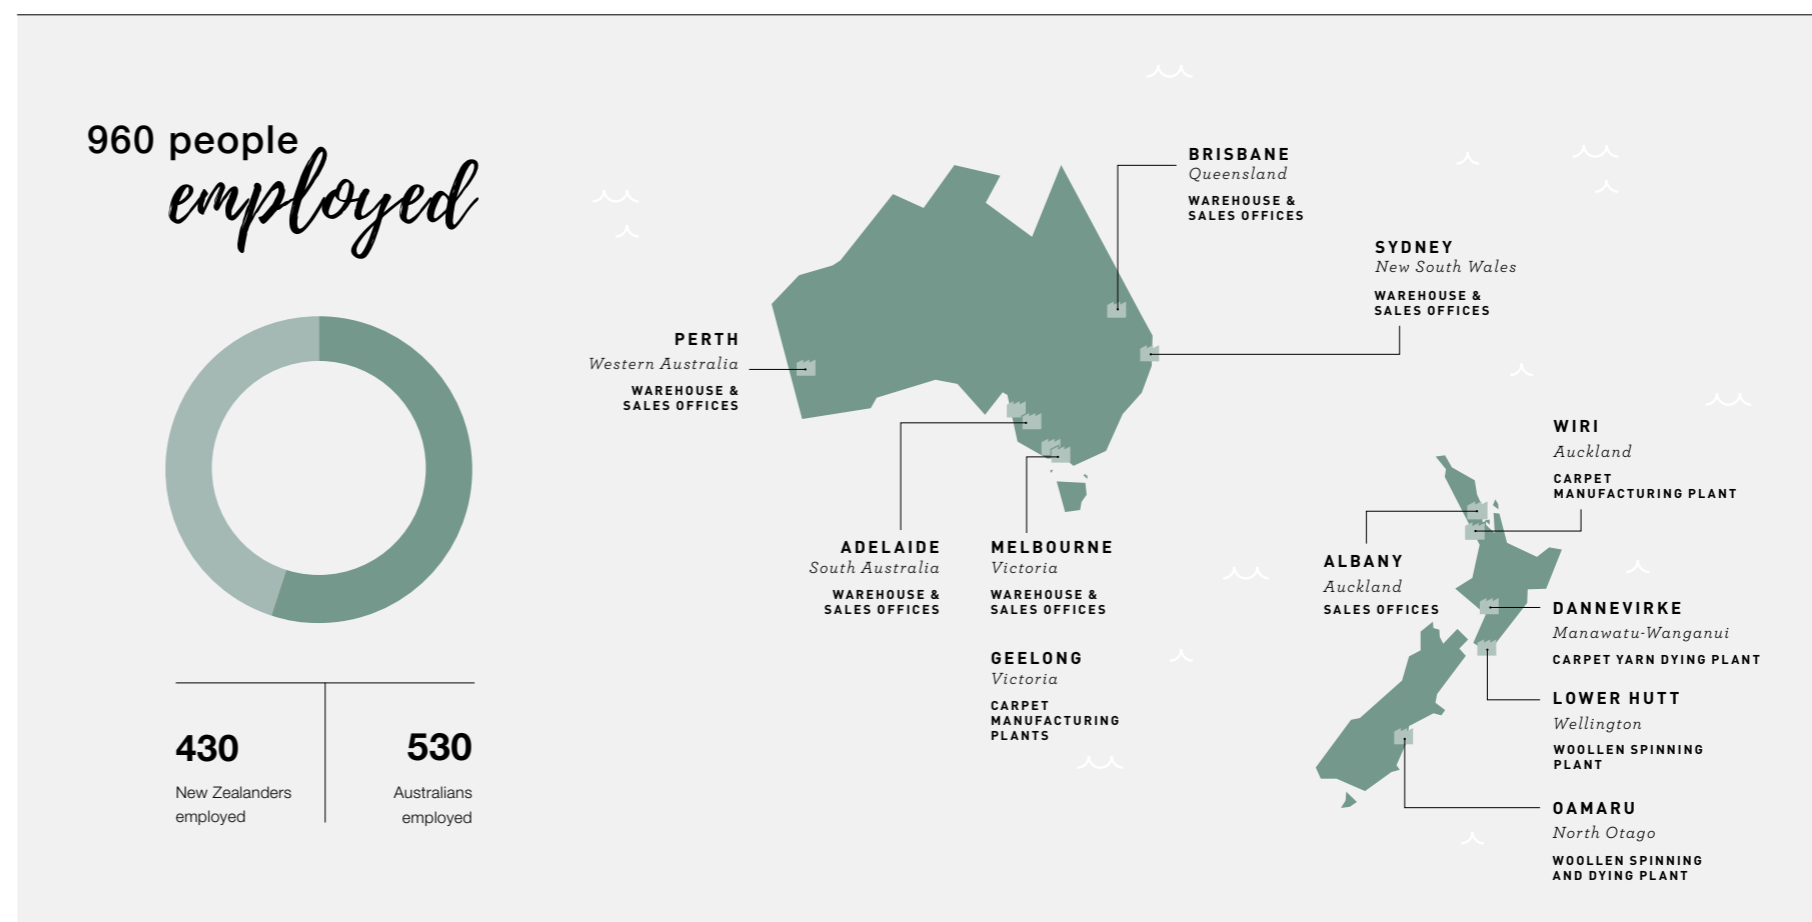 960 people
employed
430
New Zealanders
employed
530
Australians
employed
PERTH
Western Australia
WAREHOUSE &
SALES OFFICES
BRISBANE
Queensland
WAREHOUSE &
SALES OFFICES
SYDNEY
New South Wales
WAREHOUSE &
SALES OFFICES
ADELAIDE
South Australia
WAREHOUSE &
SALES OFFICES
MELBOURNE
Victoria
WAREHOUSE &
SALES OFFICES
GEELONG
Victoria
CARPET
MANUFACTURING
PLANTS
WIRI
Auckland
CARPET
MANUFACTURING PLANT
ALBANY
Auckland
SALES OFFICES
DANNEVIRKE
Manawatu-Wanganui
CARPET YARN DYING PLANT
LOWER HUTT
Wellington
WOOLLEN SPINNING
PLANT
OAMARU
North Otago
WOOLLEN SPINNING
AND DYING PLANT